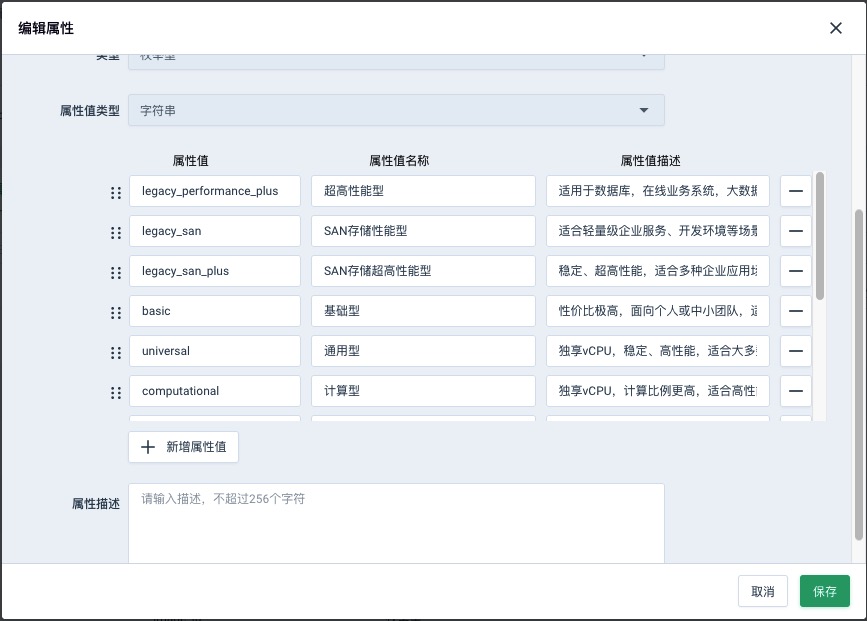 编辑属性
类型 枚举型
属性值类型 字符串
属性值 属性值名称 属性值描述
legacy_performance_plus 超高性能型 适用于数据库，在线业务系统，大数据
legacy_san SAN存储性能型 适合轻量级企业服务、开发环境等场景
legacy_san_plus SAN存储超高性能型 稳定、超高性能，适合多种企业应用场
basic 基础型 性价比极高，面向个人或中小团队，适
universal 通用型 独享vCPU，稳定、高性能，适合大多
computational 计算型 独享vCPU，计算比例更高，适合高性
新增属性值
属性描述 请输入描述，不超过256个字符
取消 保存